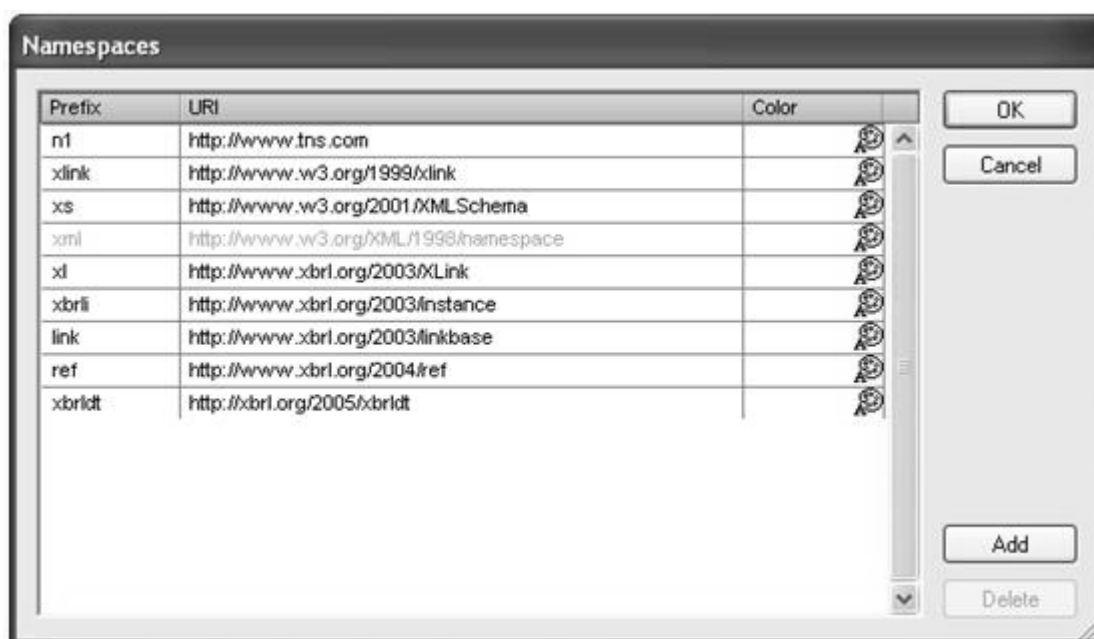 Namespaces
Prefix URI Color
n1 http://www.tns.com
xlink http://www.w3.org/1999/xlink
xs http://www.w3.org/2001/XMLSchema
xml http://www.w3.org/XML/1998/namespace
xl http://www.xbrl.org/2003/XLink
xbrli http://www.xbrl.org/2003/instance
link http://www.xbrl.org/2003/linkbase
ref http://www.xbrl.org/2004/ref
xbrldt http://xbrl.org/2005/xbrldt
OK
Cancel
Add
Delete